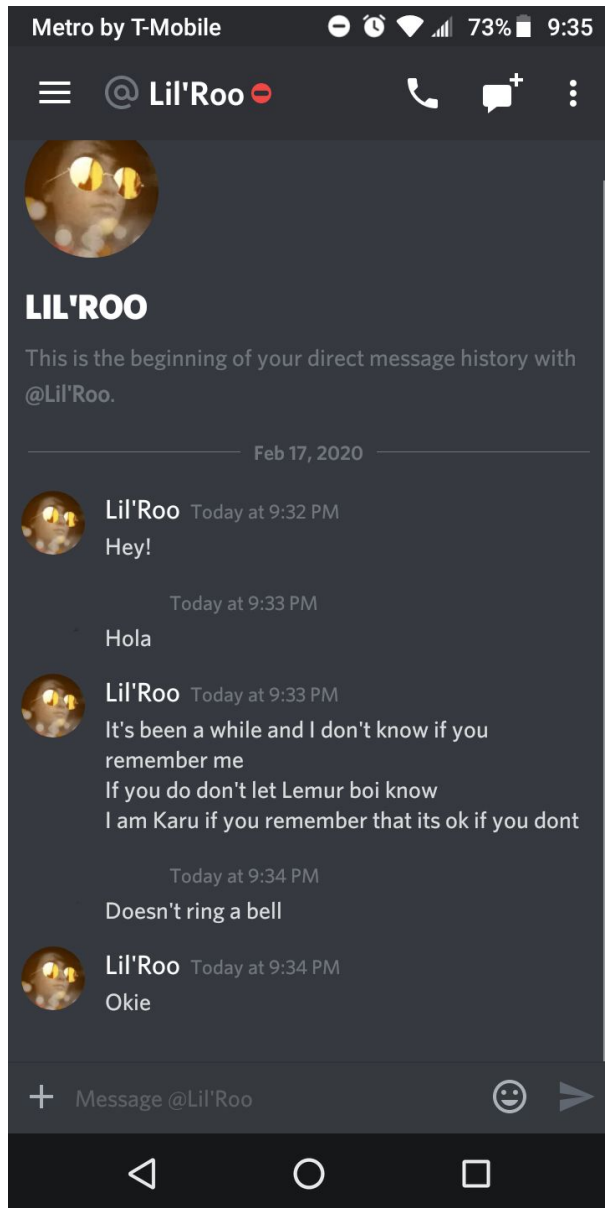 Metro by T-Mobile 73% 9:35
@ Lil'Roo
LIL'ROO
This is the beginning of your direct message history with
@Lil'Roo.
Feb 17, 2020
Lil'Roo Today at 9:32 PM
Hey!
Today at 9:33 PM
Hola
Lil'Roo Today at 9:33 PM
It's been a while and I don't know if you
remember me
If you do don't let Lemur boi know
I am Karu if you remember that its ok if you dont
Today at 9:34 PM
Doesn't ring a bell
Lil'Roo Today at 9:34 PM
Okie
Message @Lil'Roo